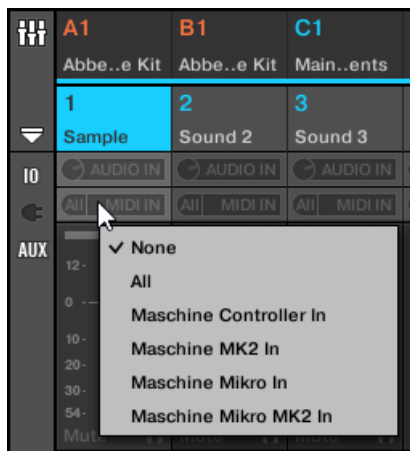 A1 B1 C1
Abbe..e Kit Abbe..e Kit Main..ents
1 2 3
Sample Sound 2 Sound 3
IO AUDIO IN AUDIO IN AUDIO IN
All MIDI IN All MIDI IN All MIDI IN
AUX
None
12-
All
0
Maschine Controller In
10-
Maschine MK2 In
20-
Maschine Mikro In
30-
54-
Maschine Mikro MK2 In
Mute Mute Mute